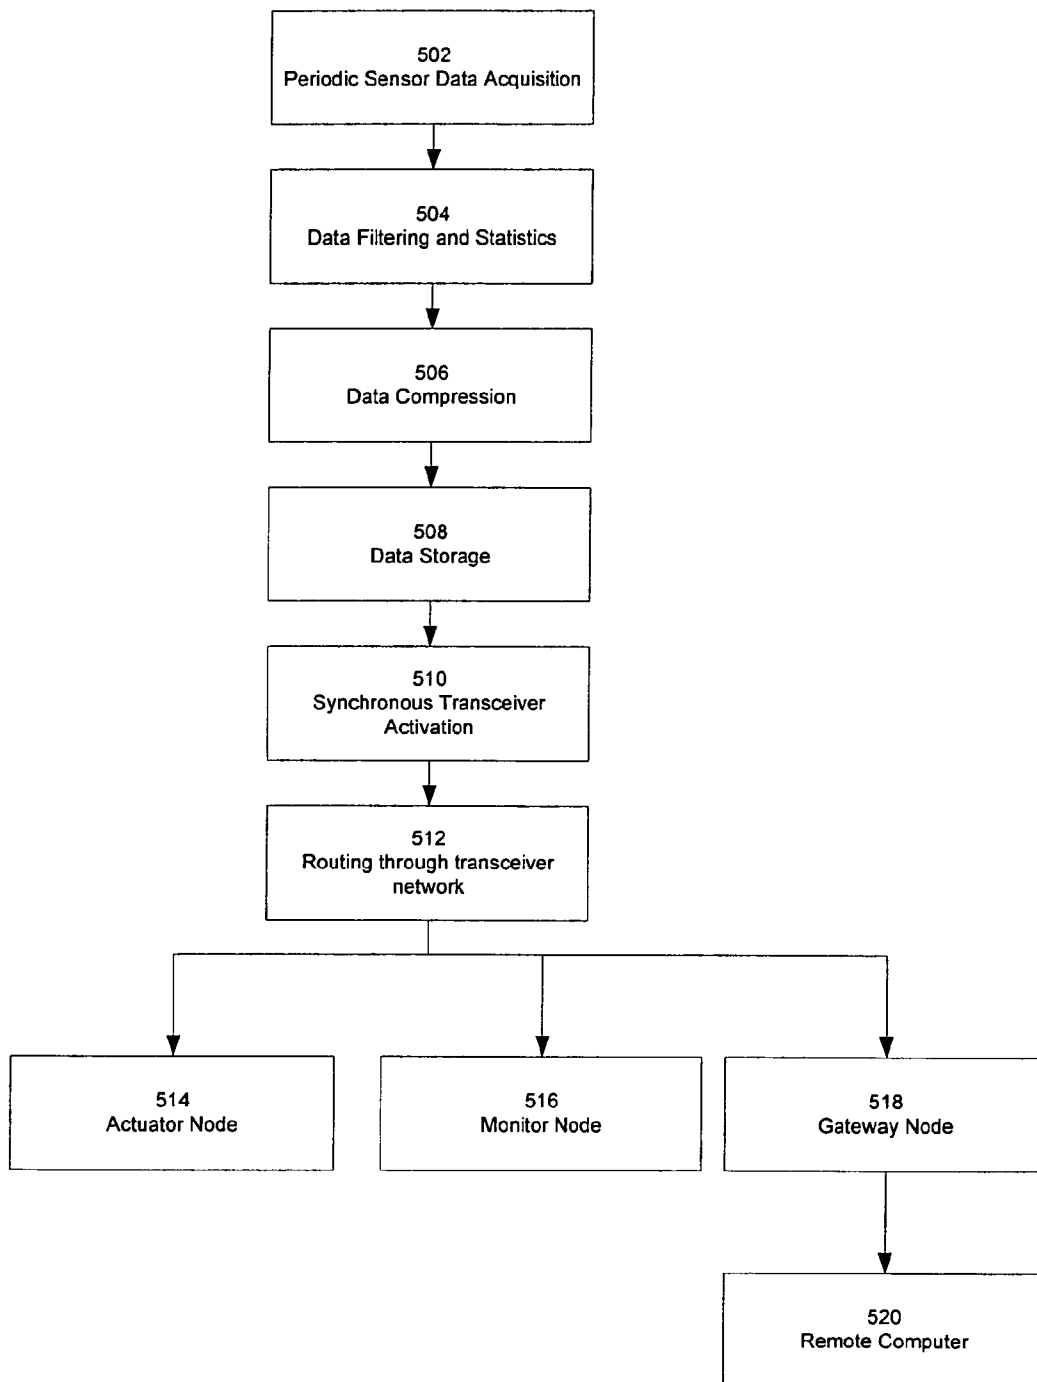 502
Periodic Sensor Data Acquisition
504
Data Filtering and Statistics
506
Data Compression
508
Data Storage
510
Synchronous Transceiver
Activation
512
Routing through transceiver
network
514
Actuator Node
516
Monitor Node
518
Gateway Node
520
Remote Computer